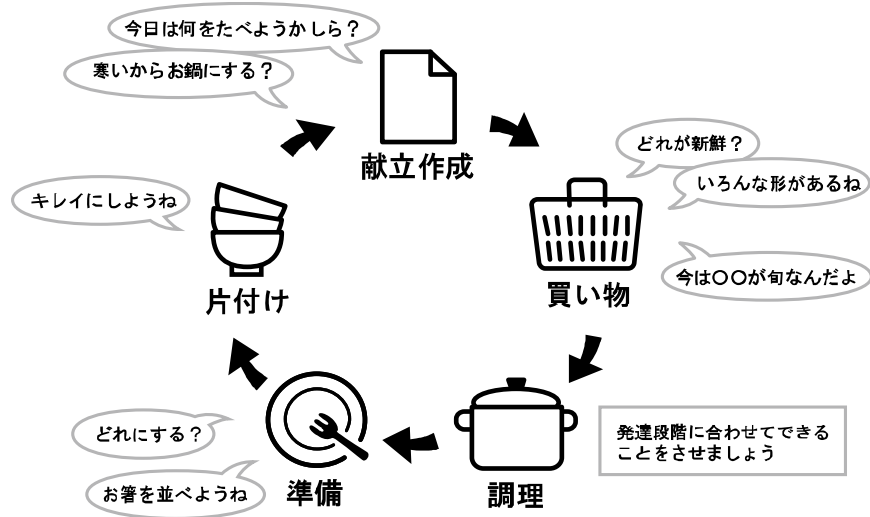 今日は何をたべようかしら？
寒いからお鍋にする？
献立作成
どれが新鮮？
いろんな形があるね
今は〇〇が旬なんだよ
買い物
発達段階に合わせてできる
ことをさせましょう
調理
どれにする？
お箸を並べようね
準備
キレイにしようね
片付け